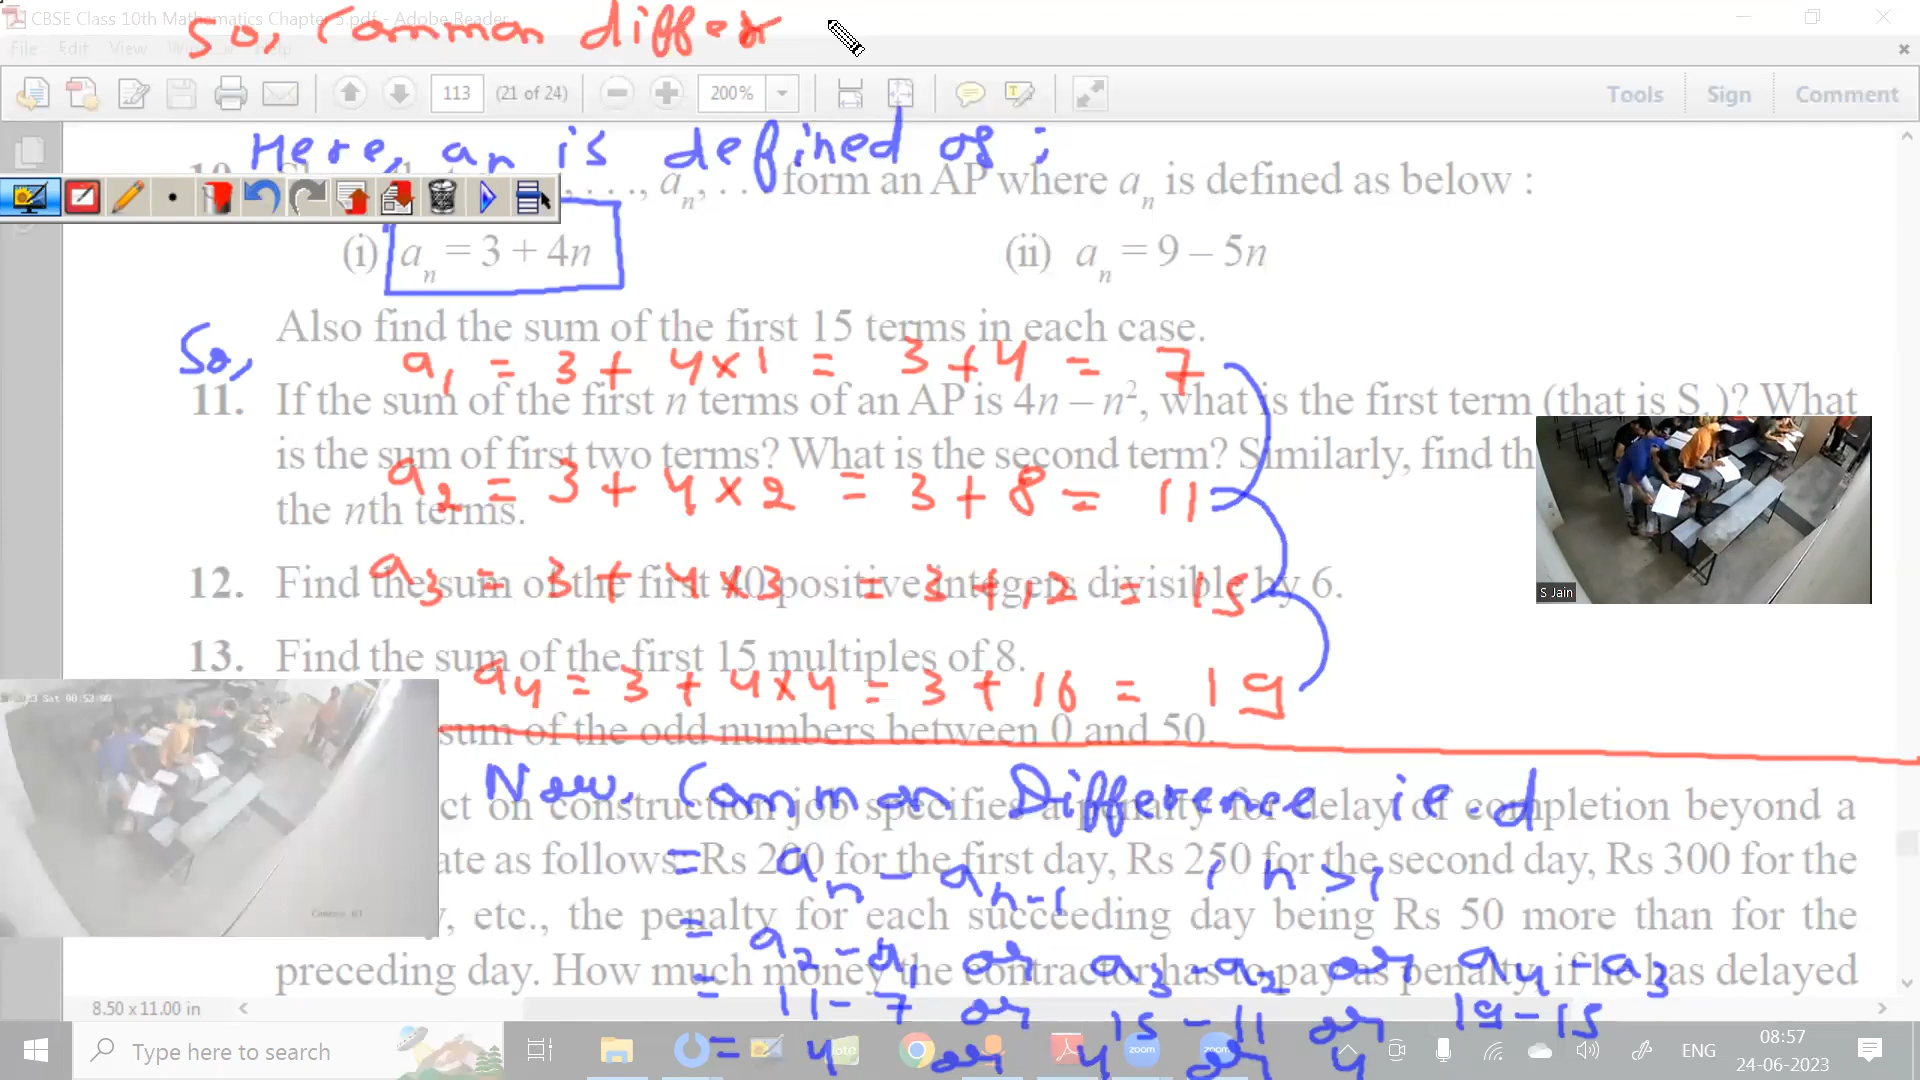 CBSE Class 10th Mathematics Chapter 5.pdf - Adobe Reader
So, Common differ
File Edit View
113 (21 of 24) 200% Tools Sign Comment
Here, an is defined as :
. . ., an, . . form an AP where an is defined as below :
(i) an = 3 + 4n (ii) an = 9 – 5n
Also find the sum of the first 15 terms in each case.
So, a1 = 3 + 4×1 = 3+4 = 7
11. If the sum of the first n terms of an AP is 4n – n², what is the first term (that is S1)? What
is the sum of first two terms? What is the second term? Similarly, find th
a2 = 3 + 4×2 = 3+8 = 11
the nth terms.
12. Find the sum of the first 40 positive integers divisible by 6.
a3 = 3 + 4×3 = 3+12 = 15
S Jain
13. Find the sum of the first 15 multiples of 8.
a4 = 3 + 4×4 = 3 + 16 = 19
sum of the odd numbers between 0 and 50.
Now, Common Difference ie. d
ct on construction job specifies a penalty for delay of completion beyond a
ate as follows: Rs 200 for the first day, Rs 250 for the second day, Rs 300 for the
= an – an-1 , n > 1
, etc., the penalty for each succeeding day being Rs 50 more than for the
= a2 – a1 or a3 – a2 or a4 – a3
preceding day. How much money the contractor has to pay as penalty, if he has delayed
= 11 – 7 or 15 – 11 or 19 – 15
8.50 x 11.00 in
= 4 or 4 or 4
Type here to search
zoom
zoom
ENG
08:57
24-06-2023